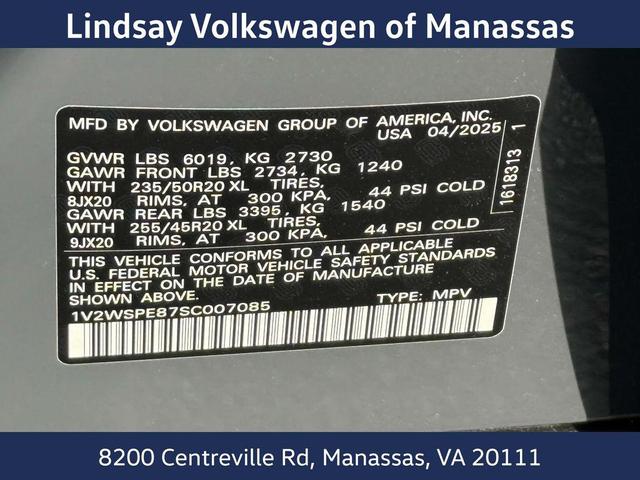 Lindsay Volkswagen of Manassas
MFD BY VOLKSWAGEN GROUP OF AMERICA, INC.
USA 04/2025
GVWR LBS 6019, KG 2730
GAWR FRONT LBS 2734, KG 1240
WITH 235/50R20 XL TIRES,
8JX20 RIMS, AT 300 KPA, 44 PSI COLD
GAWR REAR LBS 3395, KG 1540
WITH 255/45R20 XL TIRES,
9JX20 RIMS, AT 300 KPA, 44 PSI COLD
THIS VEHICLE CONFORMS TO ALL APPLICABLE
U.S. FEDERAL MOTOR VEHICLE SAFETY STANDARDS
IN EFFECT ON THE DATE OF MANUFACTURE
SHOWN ABOVE.
1V2WSPE87SC007085 TYPE: MPV
1618313 1
8200 Centreville Rd, Manassas, VA 20111